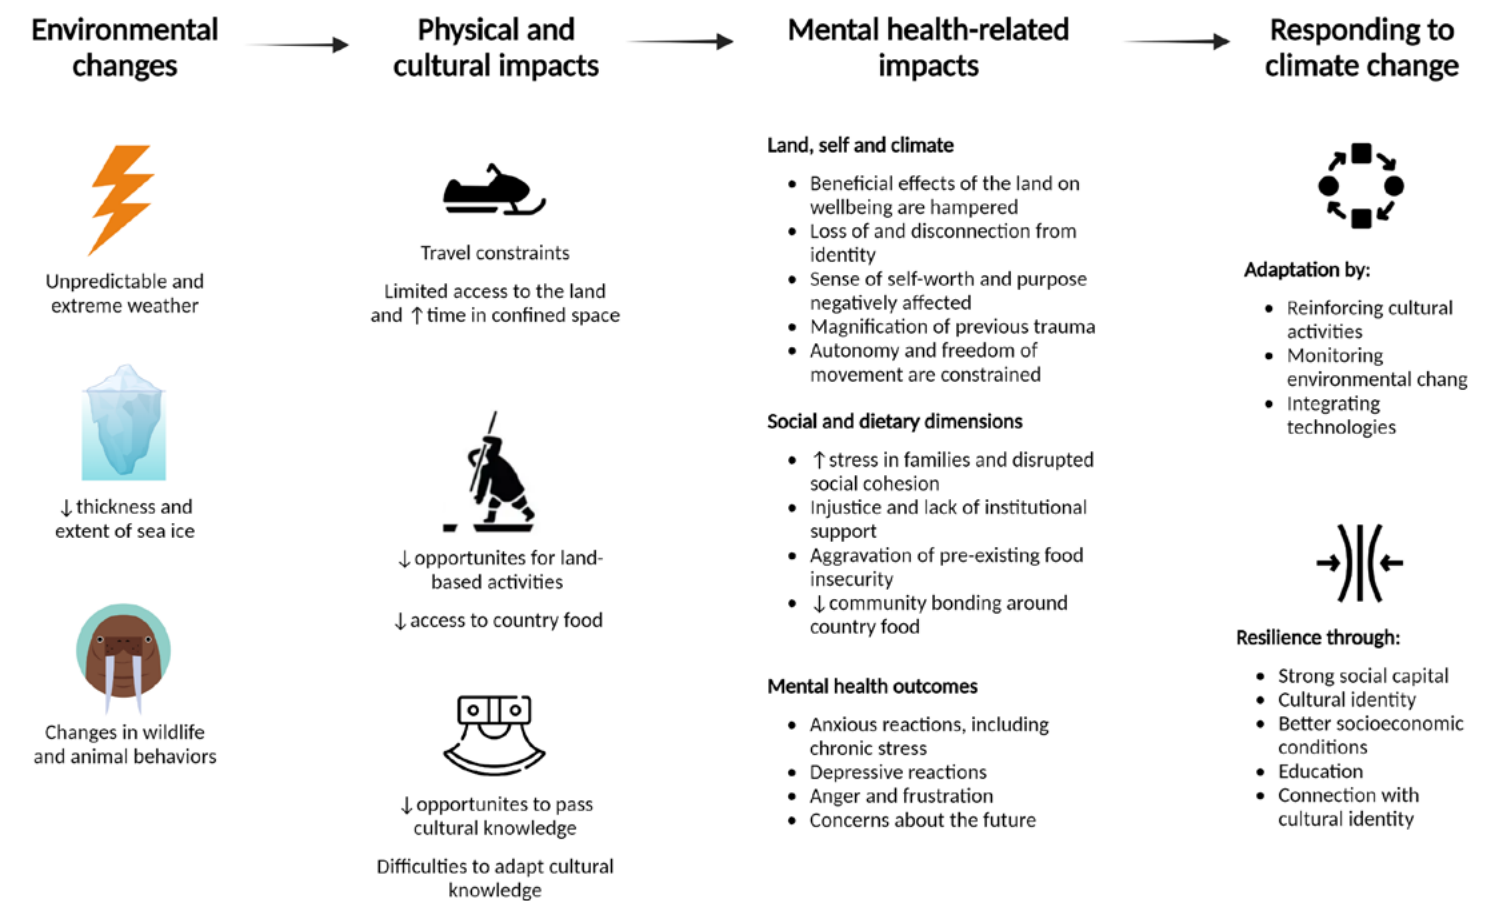 Environmental
changes
Physical and
cultural impacts
Mental health-related
impacts
Responding to
climate change
Unpredictable and
extreme weather
↓ thickness and
extent of sea ice
Changes in wildlife
and animal behaviors
Travel constraints
Limited access to the land
and ↑ time in confined space
↓ opportunites for land-
based activities
↓ access to country food
↓ opportunites to pass
cultural knowledge
Difficulties to adapt cultural
knowledge
Land, self and climate
• Beneficial effects of the land on
wellbeing are hampered
• Loss of and disconnection from
identity
• Sense of self-worth and purpose
negatively affected
• Magnification of previous trauma
• Autonomy and freedom of
movement are constrained
Social and dietary dimensions
• ↑ stress in families and disrupted
social cohesion
• Injustice and lack of institutional
support
• Aggravation of pre-existing food
insecurity
• ↓ community bonding around
country food
Mental health outcomes
• Anxious reactions, including
chronic stress
• Depressive reactions
• Anger and frustration
• Concerns about the future
Adaptation by:
• Reinforcing cultural
activities
• Monitoring
environmental chang
• Integrating
technologies
Resilience through:
• Strong social capital
• Cultural identity
• Better socioeconomic
conditions
• Education
• Connection with
cultural identity